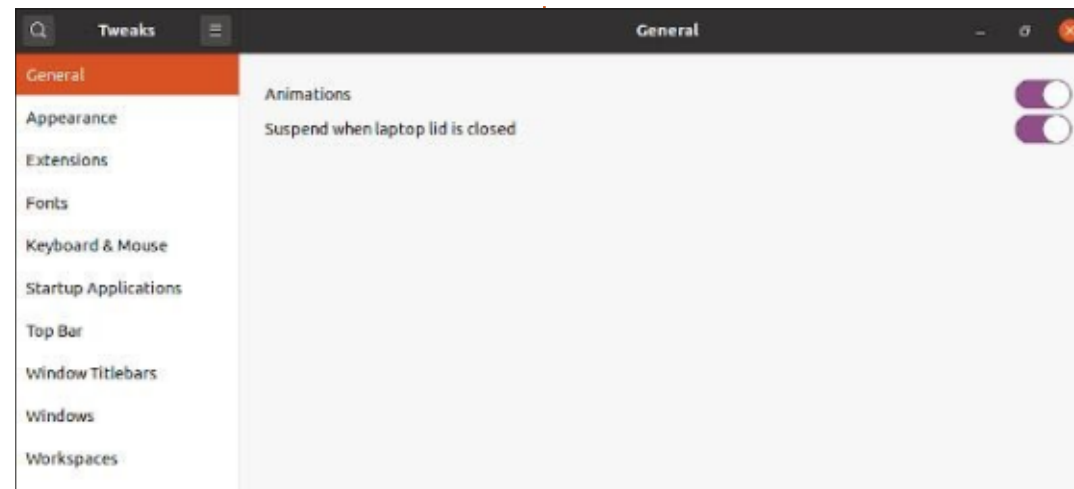 Tweaks
General
General
Appearance
Extensions
Fonts
Keyboard & Mouse
Startup Applications
Top Bar
Window Titlebars
Windows
Workspaces
Animations
Suspend when laptop lid is closed